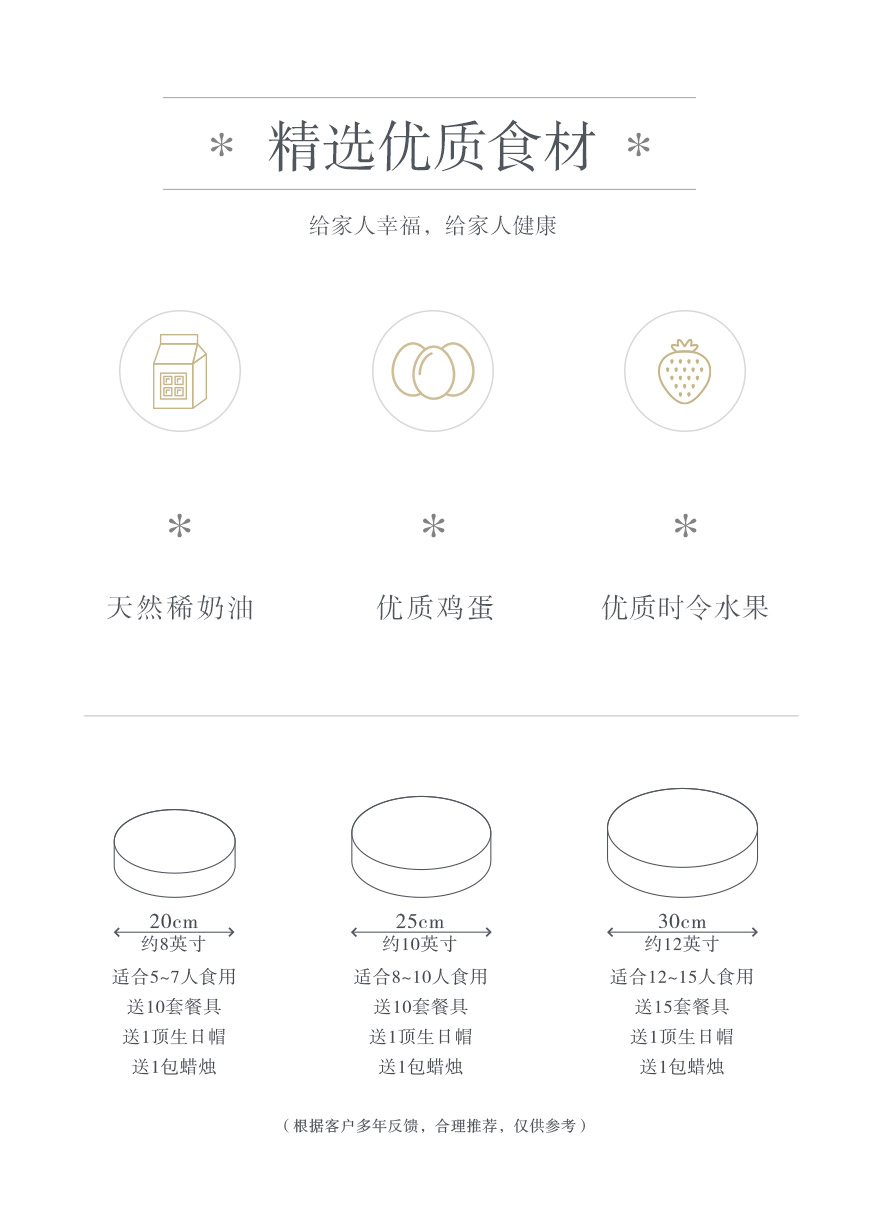 * 精选优质食材 *
给家人幸福，给家人健康
* * *
天然稀奶油 优质鸡蛋 优质时令水果
20cm 25cm 30cm
约8英寸 约10英寸 约12英寸
适合5~7人食用 适合8~10人食用 适合12~15人食用
送10套餐具 送10套餐具 送15套餐具
送1顶生日帽 送1顶生日帽 送1顶生日帽
送1包蜡烛 送1包蜡烛 送1包蜡烛
（根据客户多年反馈，合理推荐，仅供参考）